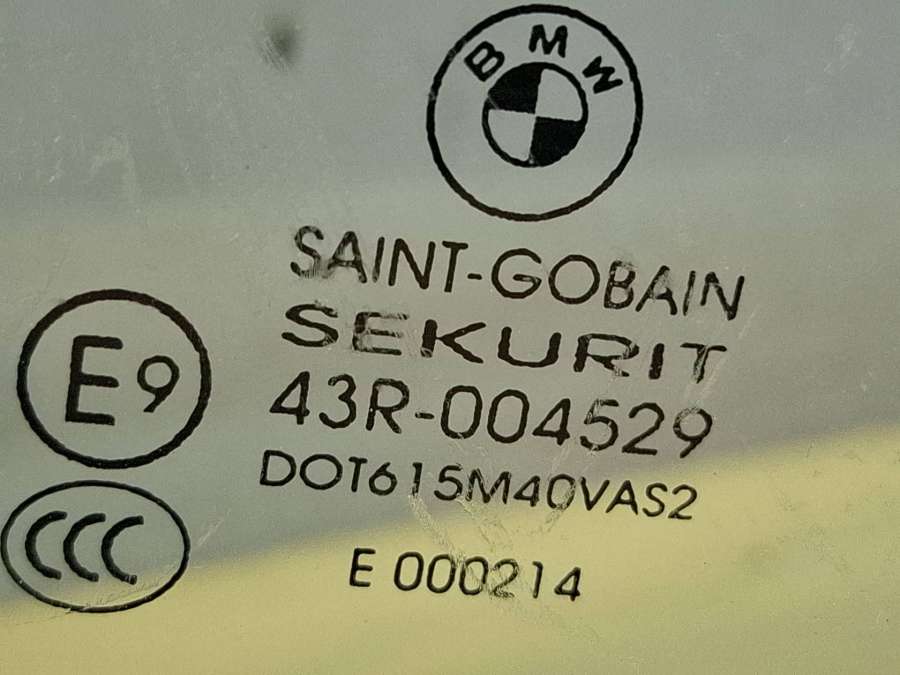 BMW
SAINT-GOBAIN
SEKURIT
E9
43R-004529
DOT615M40VAS2
CCC
E 000214